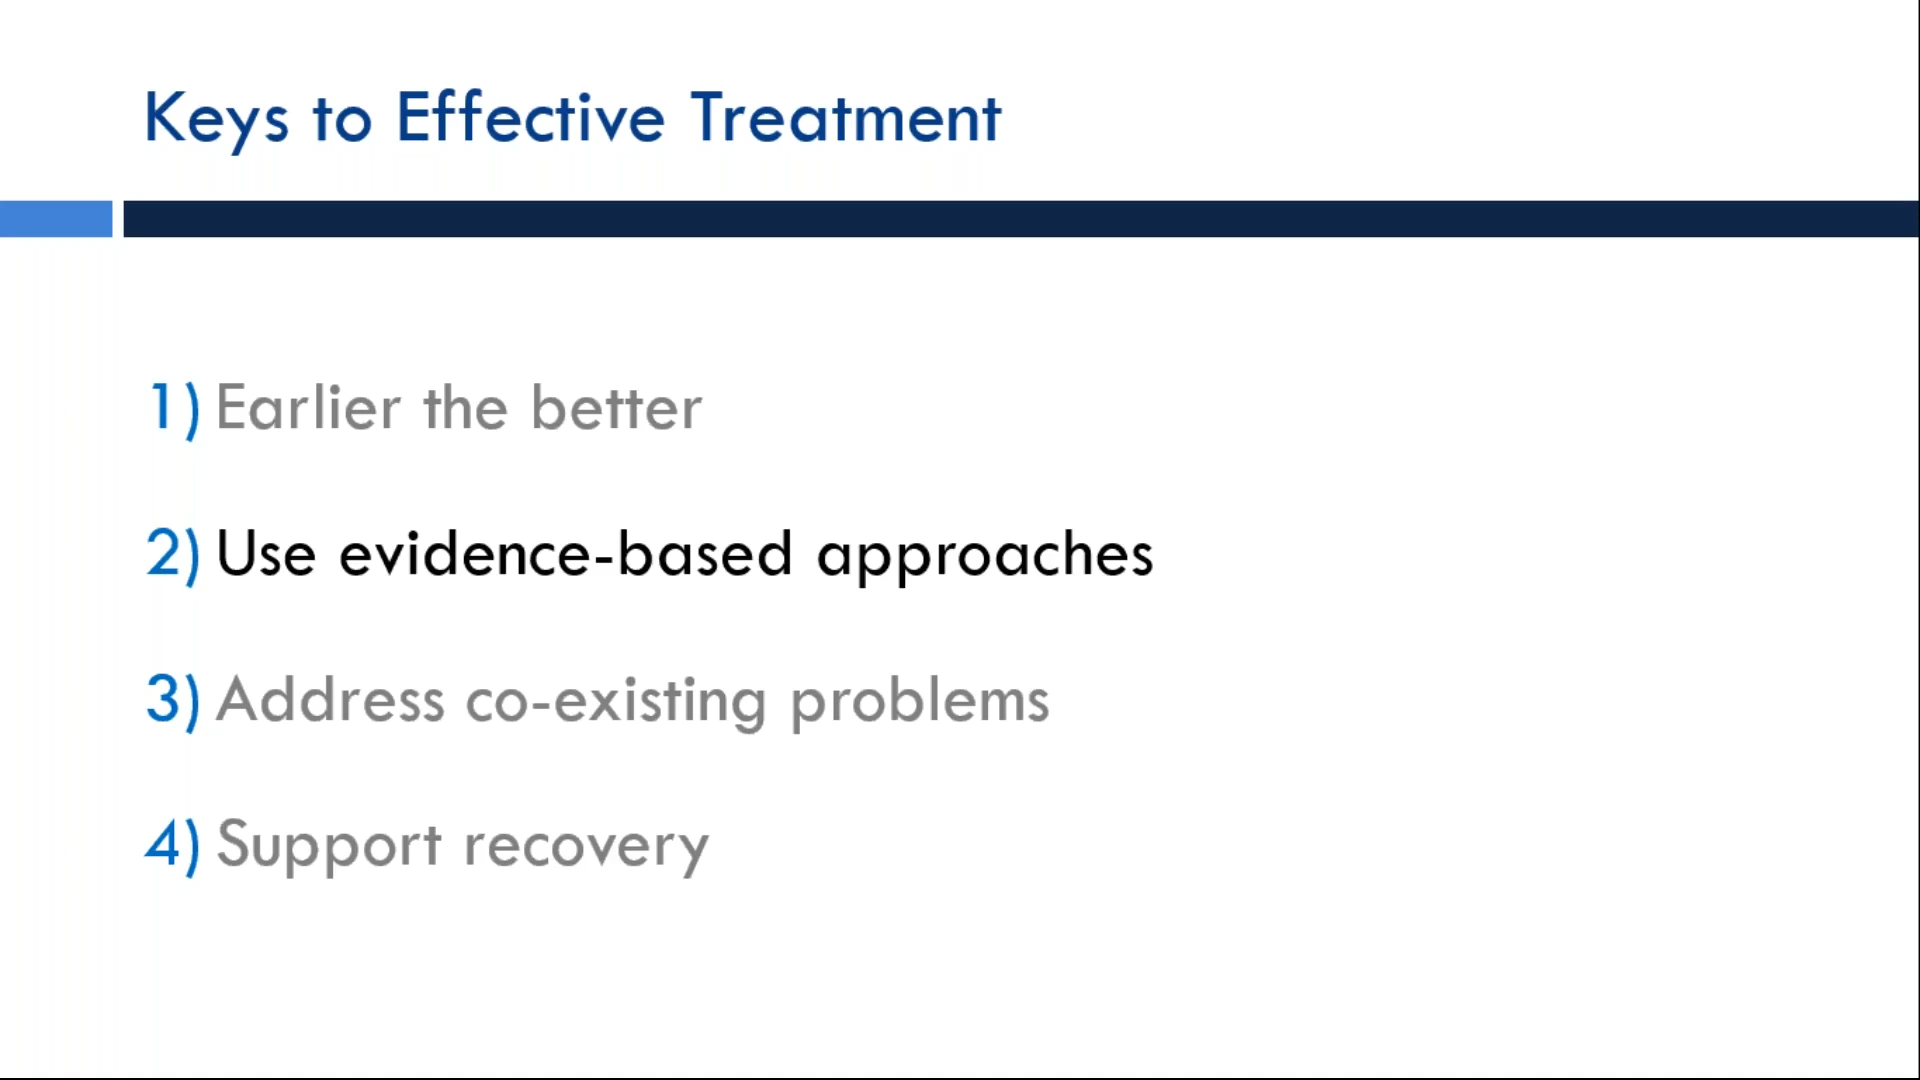 Keys to Effective Treatment
1) Earlier the better
2) Use evidence-based approaches
3) Address co-existing problems
4) Support recovery